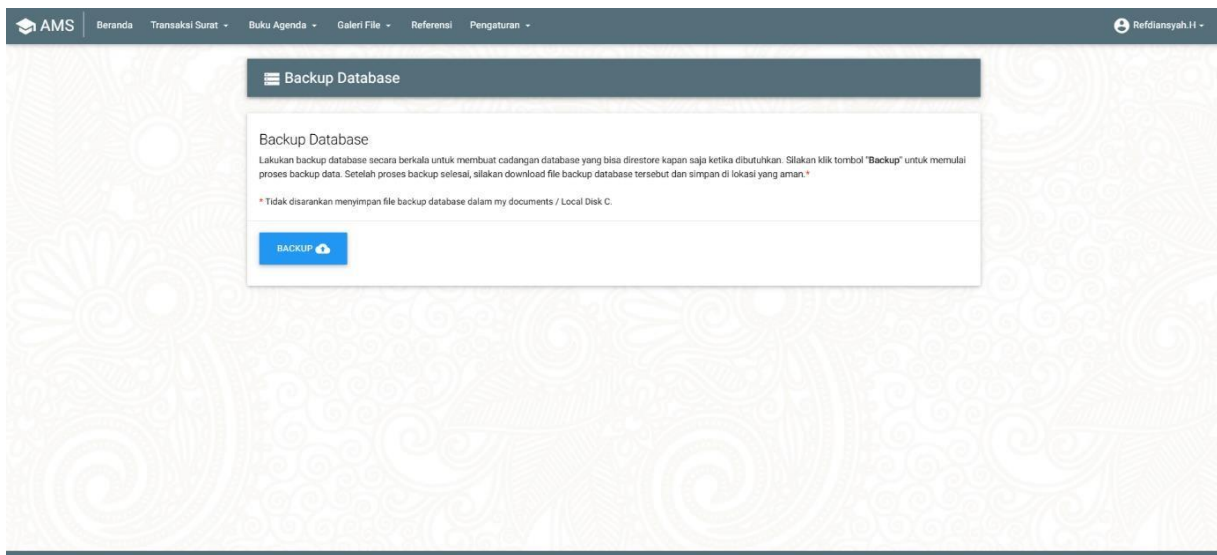 AMS Beranda Transaksi Surat Buku Agenda Galeri File Referensi Pengaturan Refdiansyah.H
Backup Database
Backup Database
Lakukan backup database secara berkala untuk membuat cadangan database yang bisa direstore kapan saja ketika dibutuhkan. Silakan klik tombol "Backup" untuk memulai
proses backup data. Setelah proses backup selesai, silakan download file backup database tersebut dan simpan di lokasi yang aman.*
* Tidak disarankan menyimpan file backup database dalam my documents / Local Disk C.
BACKUP